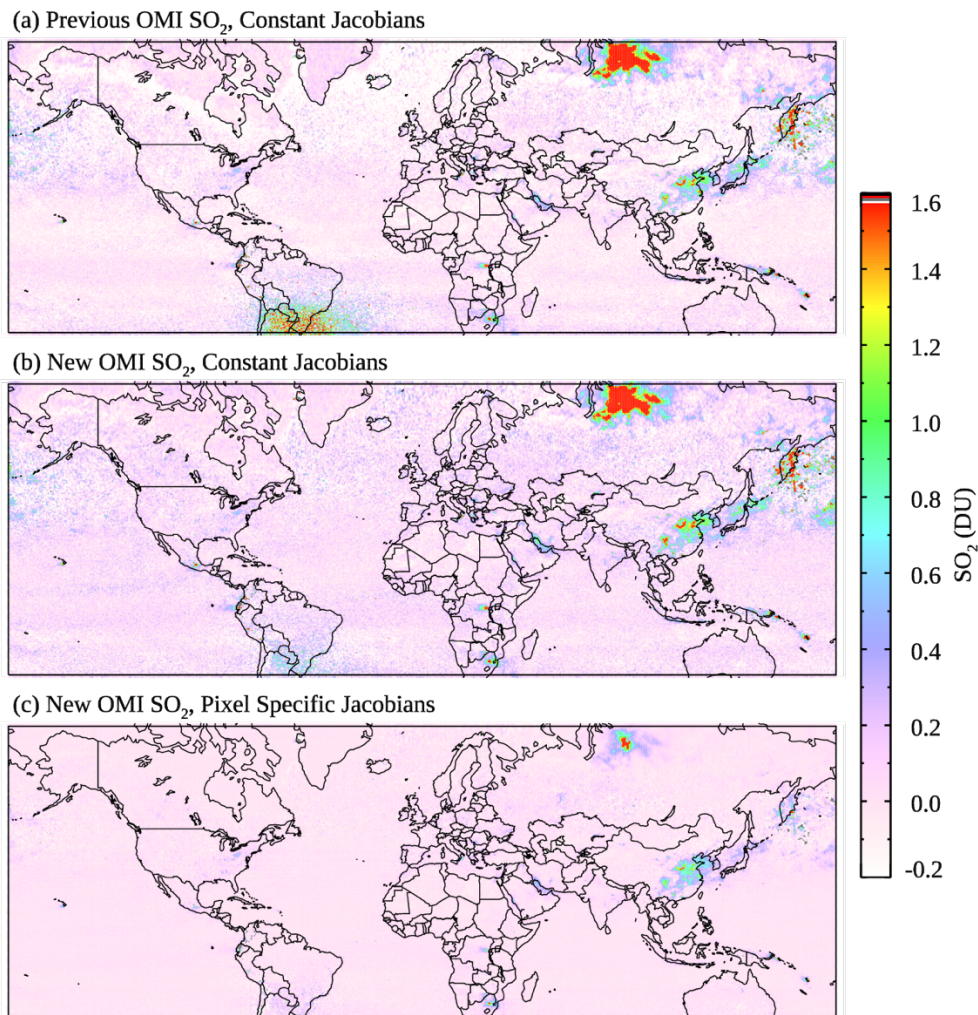 (a) Previous OMI SO₂, Constant Jacobians
(b) New OMI SO₂, Constant Jacobians
(c) New OMI SO₂, Pixel Specific Jacobians
1.6
1.4
1.2
1.0
0.8
0.6
0.4
0.2
0.0
-0.2
SO₂ (DU)